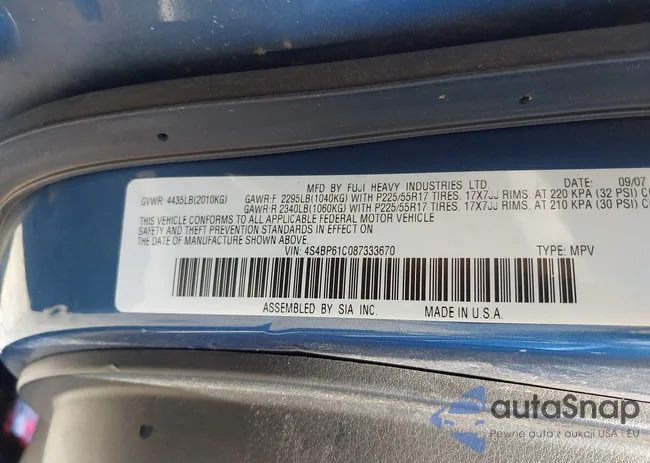 MFD BY FUJI HEAVY INDUSTRIES LTD. DATE: 09/07
GVWR: 4435LB(2010KG) GAWR:F 2295LB(1040KG) WITH P225/55R17 TIRES. 17X7JJ RIMS. AT 220 KPA (32 PSI)
GAWR:R 2340LB(1060KG) WITH P225/55R17 TIRES. 17X7JJ RIMS. AT 210 KPA (30 PSI)
THIS VEHICLE CONFORMS TO ALL APPLICABLE FEDERAL MOTOR VEHICLE
SAFETY AND THEFT PREVENTION STANDARDS IN EFFECT ON
THE DATE OF MANUFACTURE SHOWN ABOVE.
VIN: 4S4BP61C087333670 TYPE: MPV
ASSEMBLED BY SIA INC. MADE IN U.S.A.
autoSnap
Pewne auta z aukcji USA i EU